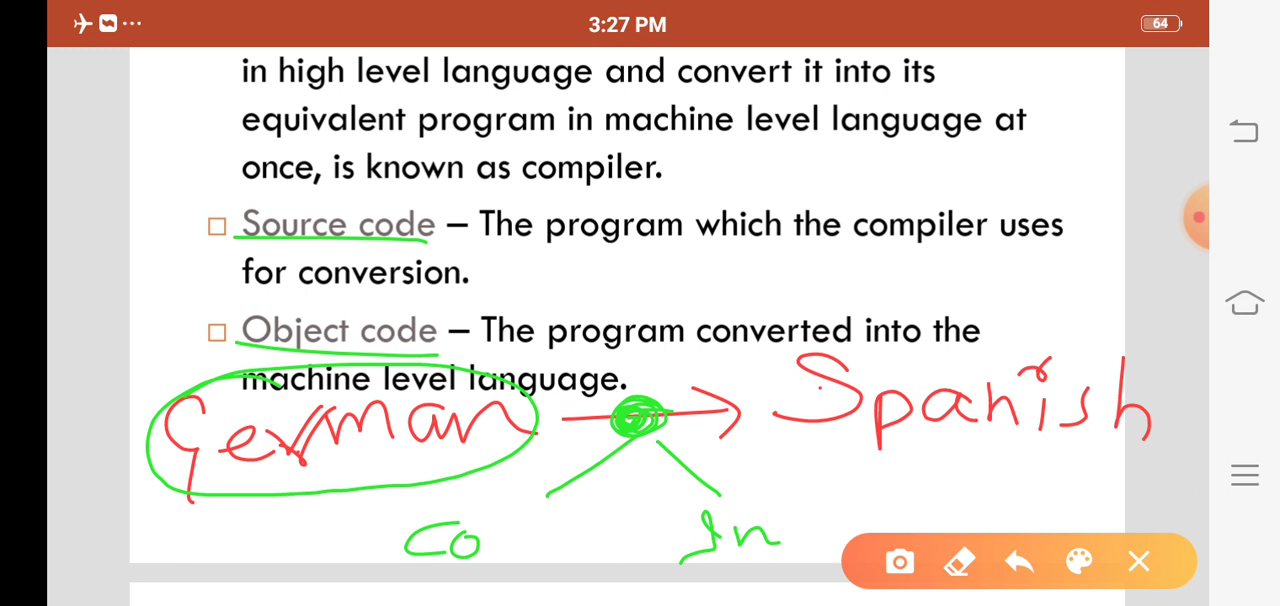 3:27 PM
64
in high level language and convert it into its
equivalent program in machine level language at
once, is known as compiler.
Source code – The program which the compiler uses
for conversion.
Object code – The program converted into the
machine level language.
German → Spanish
Co In